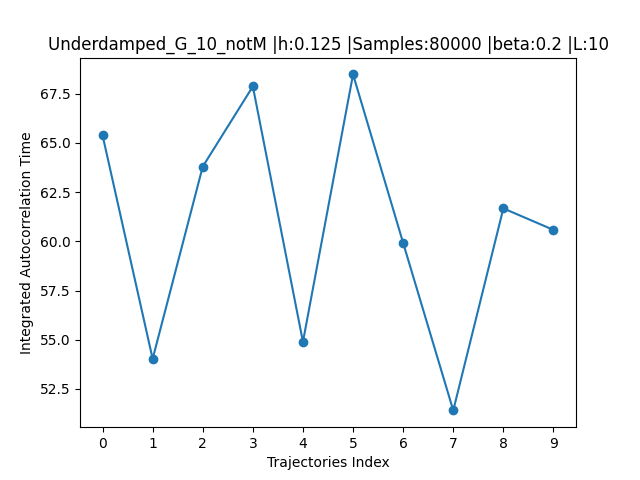 Underdamped_G_10_notM |h:0.125 |Samples:80000 |beta:0.2 |L:10
67.5
65.0
62.5
60.0
57.5
55.0
52.5
Integrated Autocorrelation Time
0 1 2 3 4 5 6 7 8 9
Trajectories Index